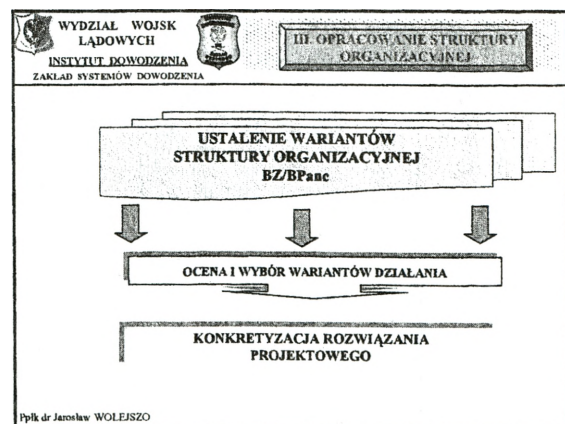 WYDZIAŁ WOJSK
LĄDOWYCH
INSTYTUT DOWODZENIA
ZAKŁAD SYSTEMÓW DOWODZENIA
III. OPRACOWANIE STRUKTURY
ORGANIZACYJNEJ
USTALENIE WARIANTÓW
STRUKTURY ORGANIZACYJNEJ
BZ/BPanc
OCENA I WYBÓR WARIANTÓW DZIAŁANIA
KONKRETYZACJA ROZWIĄZANIA
PROJEKTOWEGO
Ppłk dr Jarosław WOLEJSZO